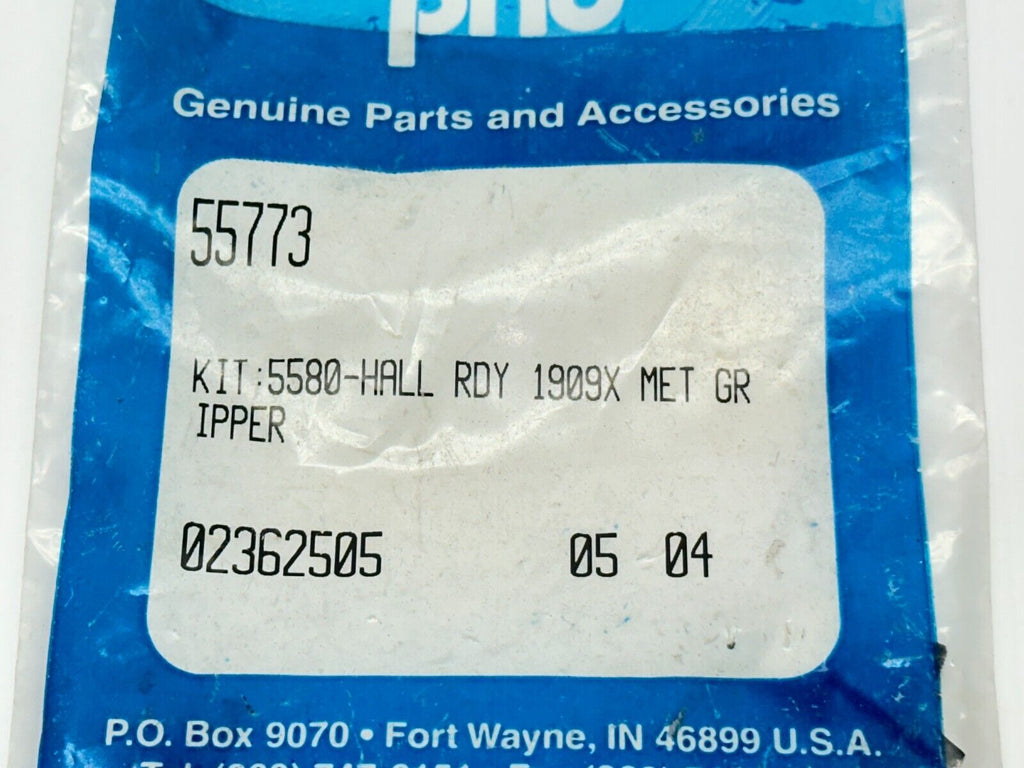 phd
Genuine Parts and Accessories
55773
KIT:5580-HALL RDY 1909X MET GR
IPPER
02362505 05 04
P.O. Box 9070 • Fort Wayne, IN 46899 U.S.A.